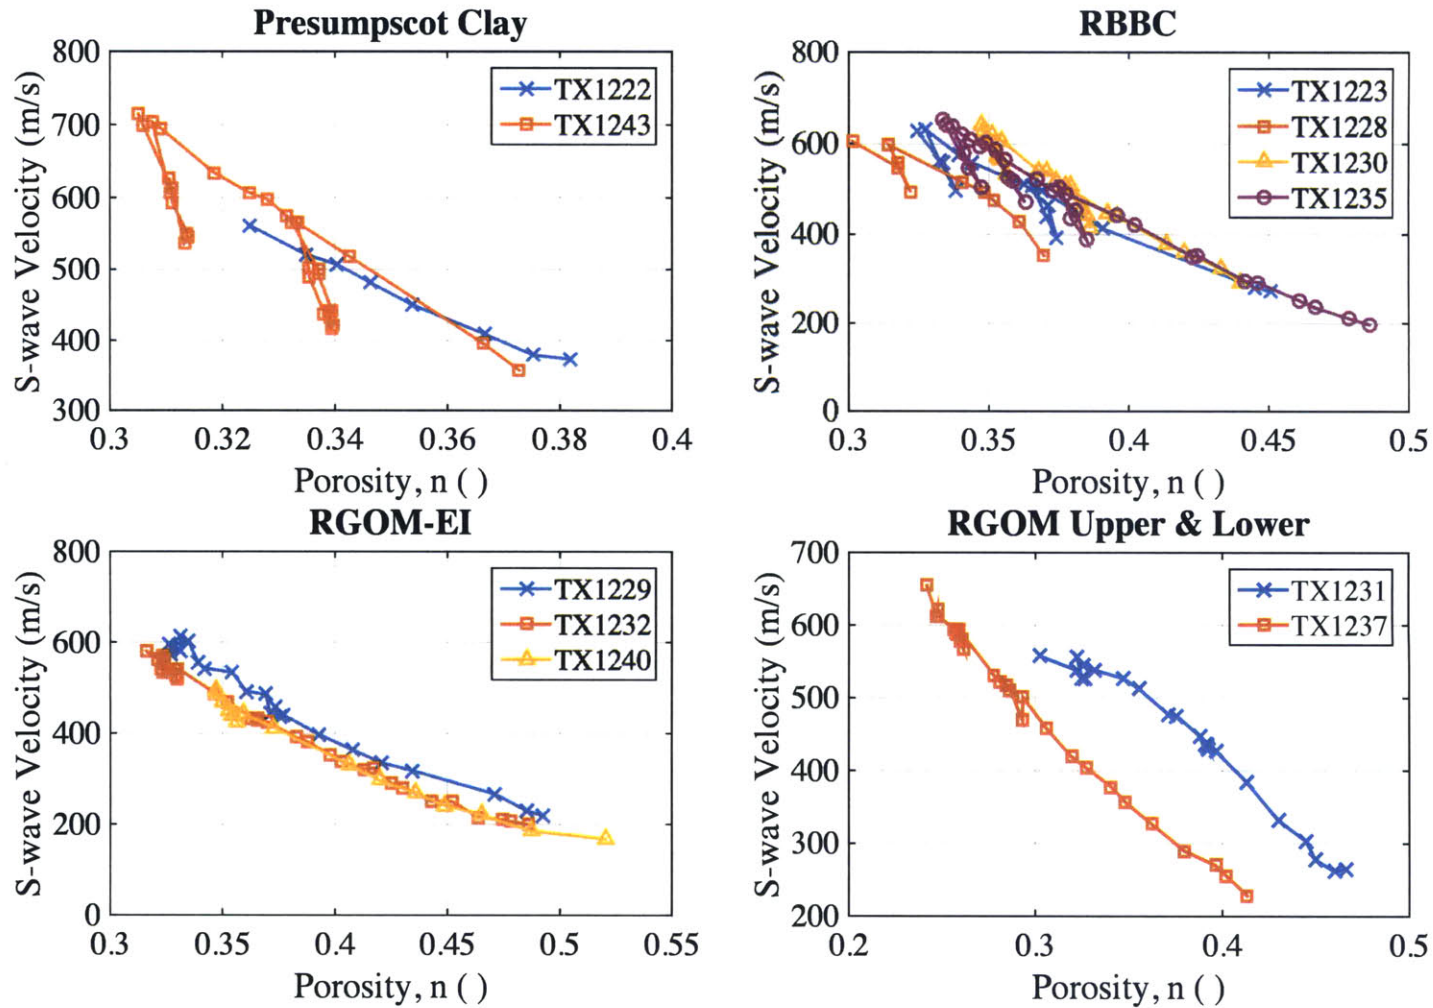 Presumpscot Clay
800
700
600
500
400
300
S-wave Velocity (m/s)
TX1222
TX1243
0.3 0.32 0.34 0.36 0.38 0.4
Porosity, n ( )
RBBC
800
600
400
200
0
S-wave Velocity (m/s)
TX1223
TX1228
TX1230
TX1235
0.3 0.35 0.4 0.45 0.5
Porosity, n ( )
RGOM-EI
800
600
400
200
0
S-wave Velocity (m/s)
TX1229
TX1232
TX1240
0.3 0.35 0.4 0.45 0.5 0.55
Porosity, n ( )
RGOM Upper & Lower
700
600
500
400
300
200
S-wave Velocity (m/s)
TX1231
TX1237
0.2 0.3 0.4 0.5
Porosity, n ( )